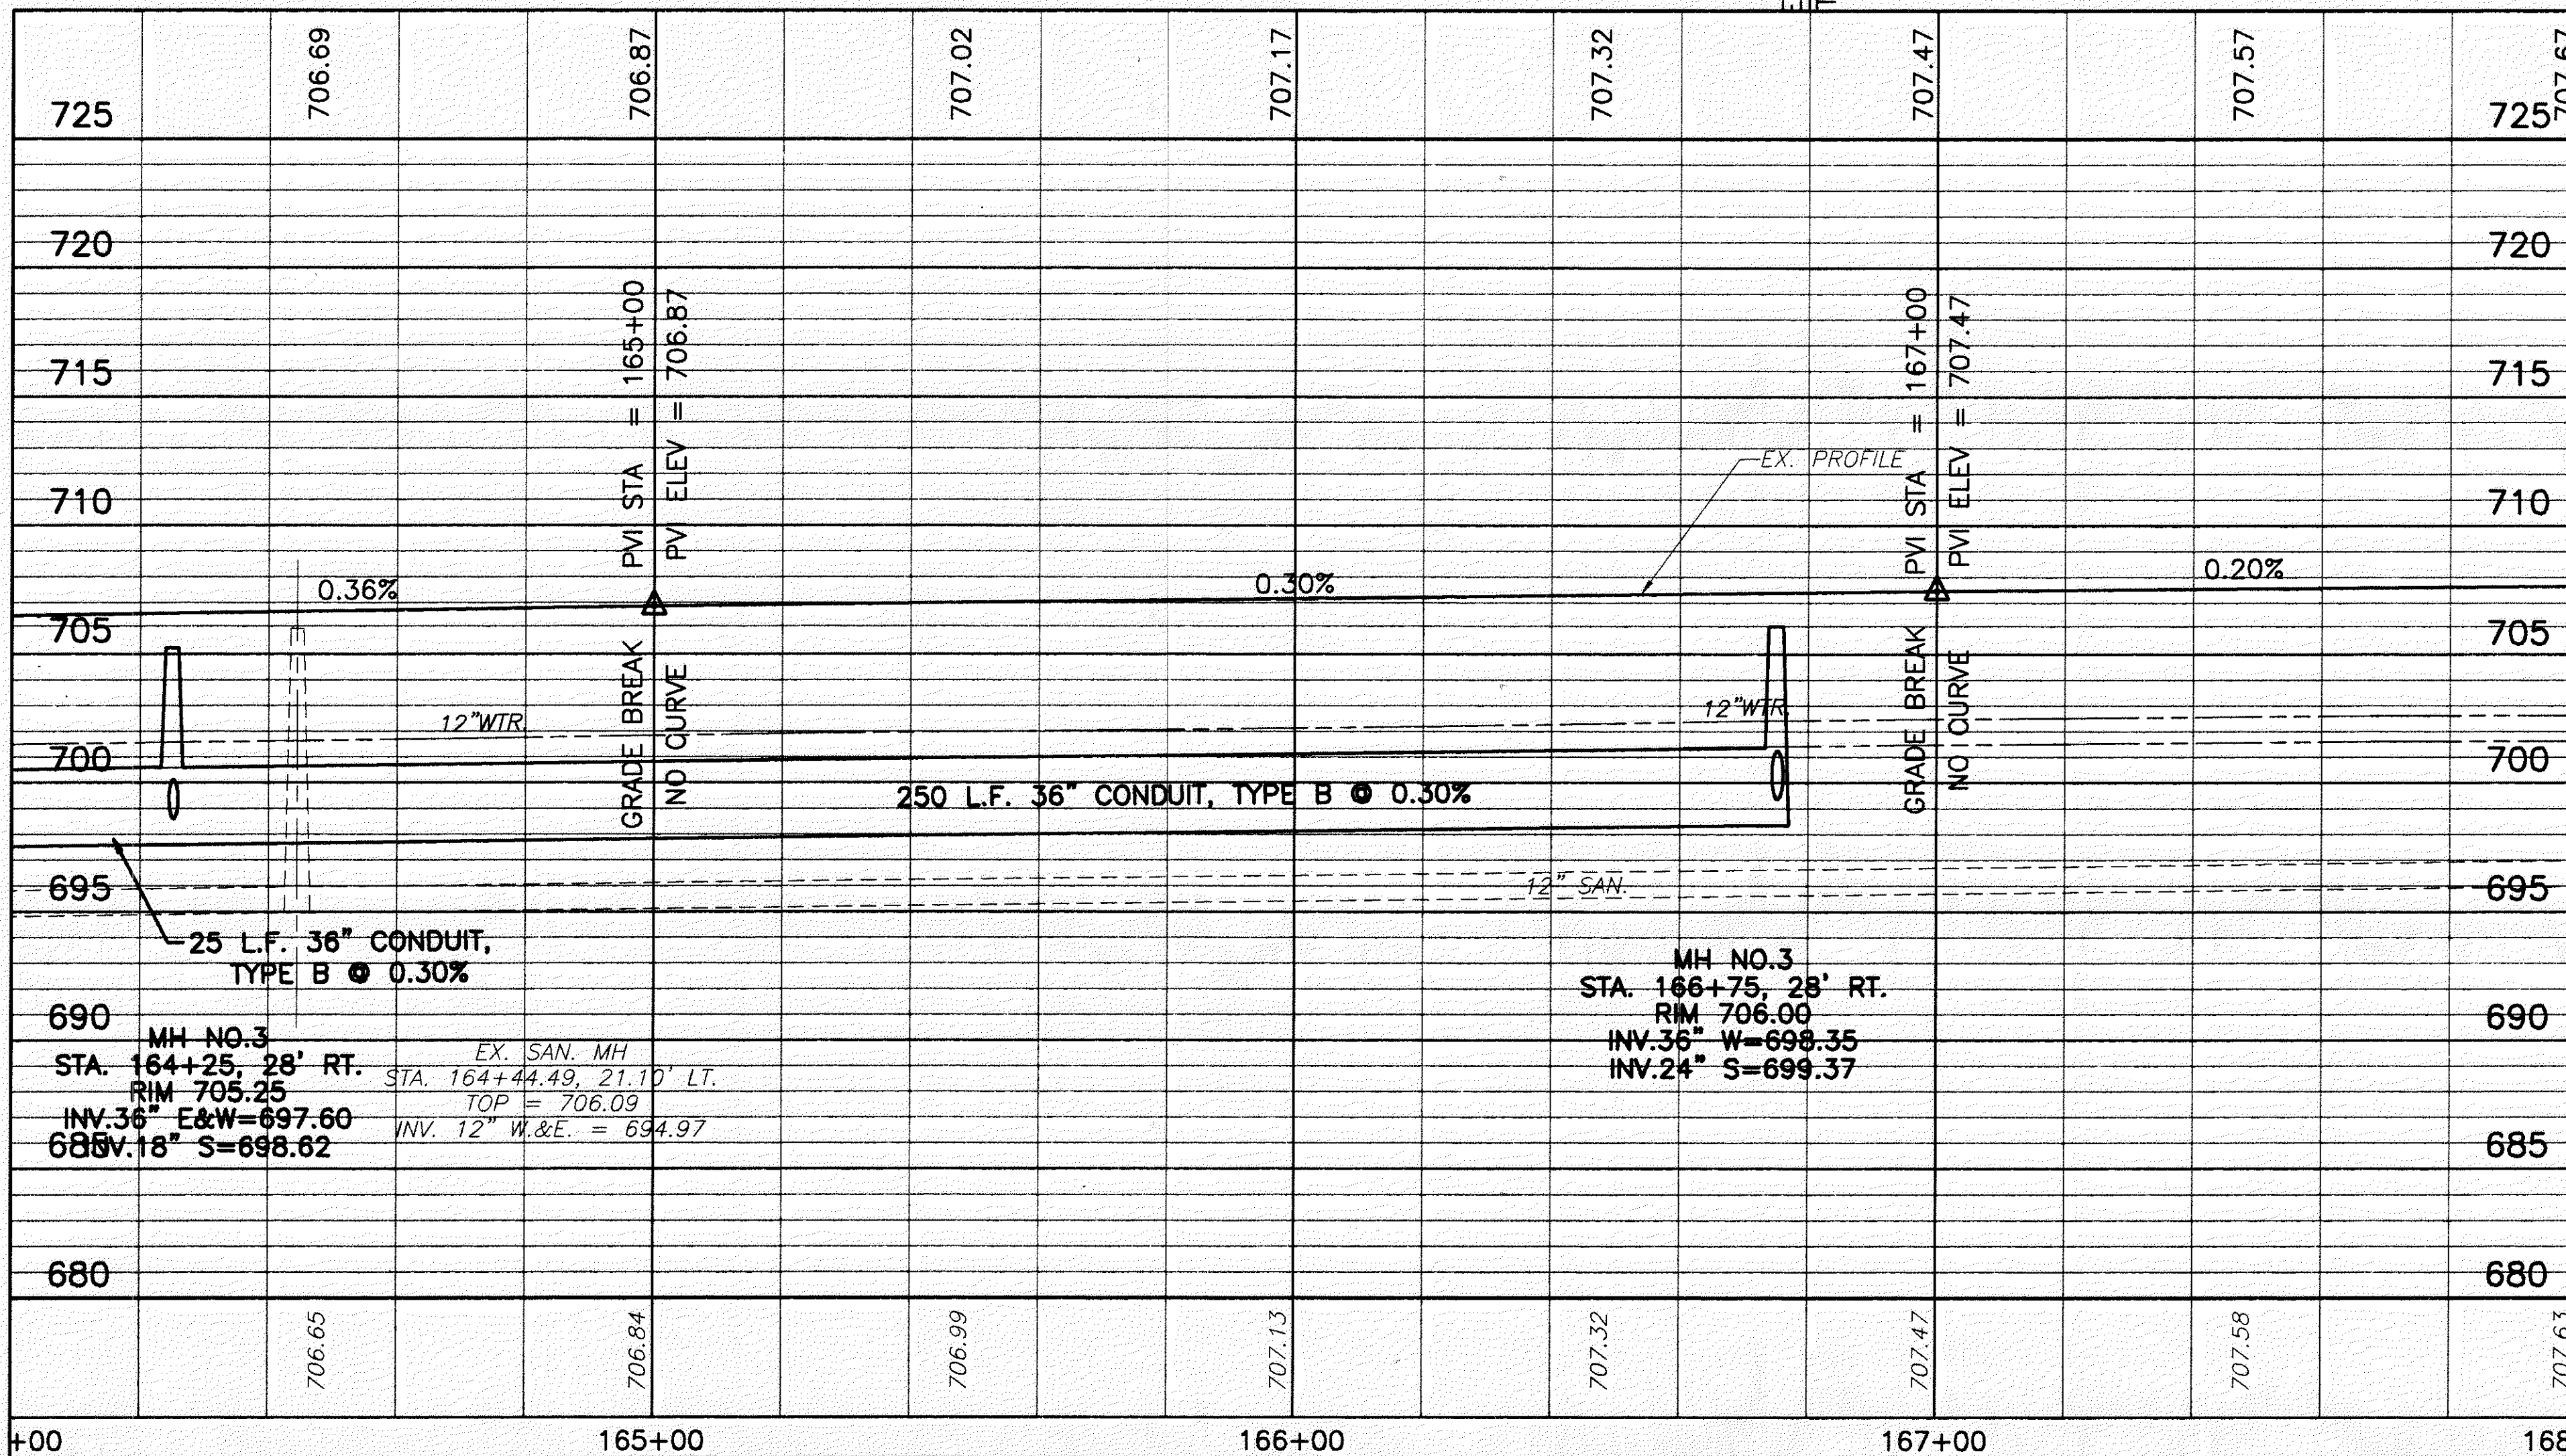 706.69
706.87
707.02
707.17
707.32
707.47
707.57
707.67
725
725
720
720
715
715
710
710
705
705
700
700
695
695
690
690
685
685
680
680
PVI STA = 165+00
PV ELEV = 706.87
GRADE BREAK
NO CURVE
PVI STA = 167+00
PVI ELEV = 707.47
GRADE BREAK
NO CURVE
EX. PROFILE
0.36%
0.30%
0.20%
12"WTR.
12"WTR
250 L.F. 36" CONDUIT, TYPE B @ 0.30%
12" SAN.
25 L.F. 36" CONDUIT,
TYPE B @ 0.30%
MH NO.3
STA. 164+25, 28' RT.
RIM 705.25
INV.36" E&W=697.60
INV.18" S=698.62
EX. SAN. MH
STA. 164+44.49, 21.10' LT.
TOP = 706.09
INV. 12" W.&E. = 694.97
MH NO.3
STA. 166+75, 28' RT.
RIM 706.00
INV.36" W=698.35
INV.24" S=699.37
706.65
706.84
706.99
707.13
707.32
707.47
707.58
707.63
+00
165+00
166+00
167+00
168